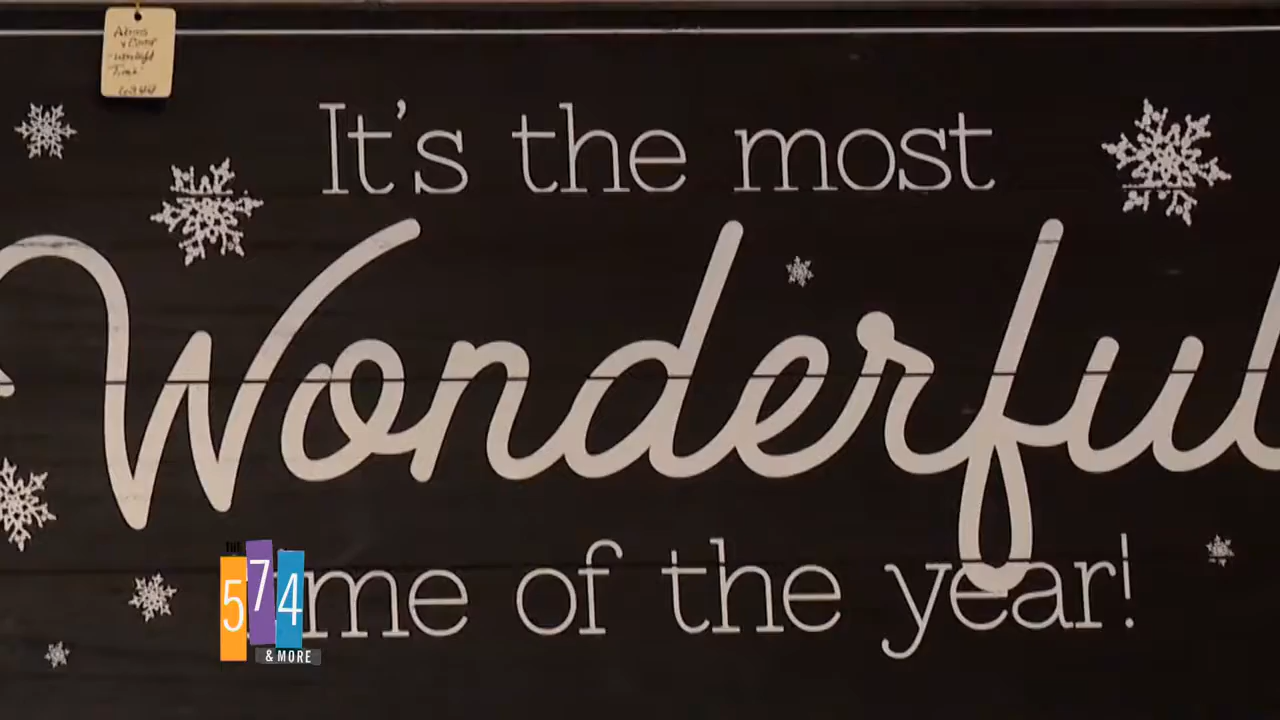 It's the most
Wonderful
me of the year!
THE
574
& MORE